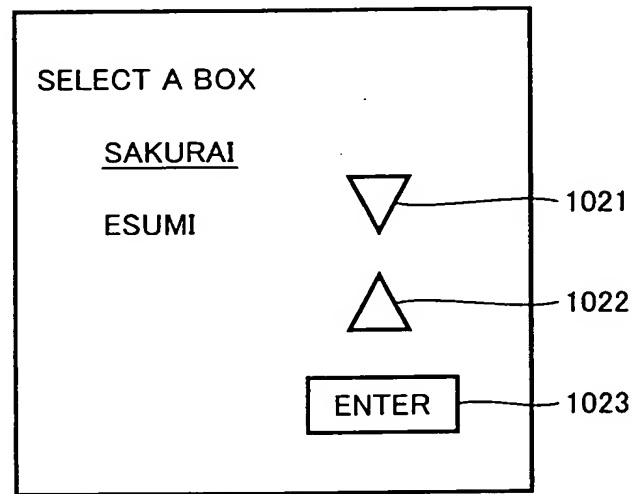 SELECT A BOX
SAKURAI
ESUMI
1021
1022
ENTER
1023